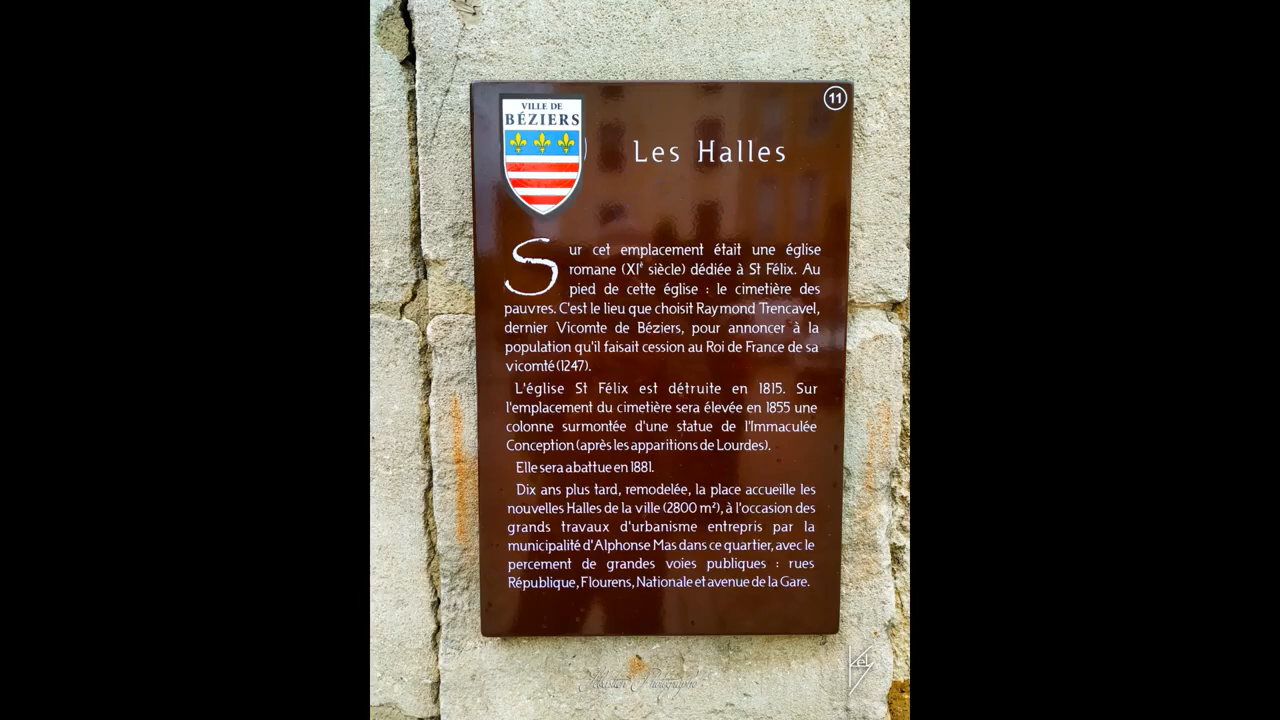 11
VILLE DE
BÉZIERS
Les Halles
Sur cet emplacement était une église
romane (XIe siècle) dédiée à St Félix. Au
pied de cette église : le cimetière des
pauvres. C'est le lieu que choisit Raymond Trencavel,
dernier Vicomte de Béziers, pour annoncer à la
population qu'il faisait cession au Roi de France de sa
vicomté (1247).
L'église St Félix est détruite en 1815. Sur
l'emplacement du cimetière sera élevée en 1855 une
colonne surmontée d'une statue de l'Immaculée
Conception (après les apparitions de Lourdes).
Elle sera abattue en 1881.
Dix ans plus tard, remodelée, la place accueille les
nouvelles Halles de la ville (2800 m²), à l'occasion des
grands travaux d'urbanisme entrepris par la
municipalité d'Alphonse Mas dans ce quartier, avec le
percement de grandes voies publiques : rues
République, Flourens, Nationale et avenue de la Gare.